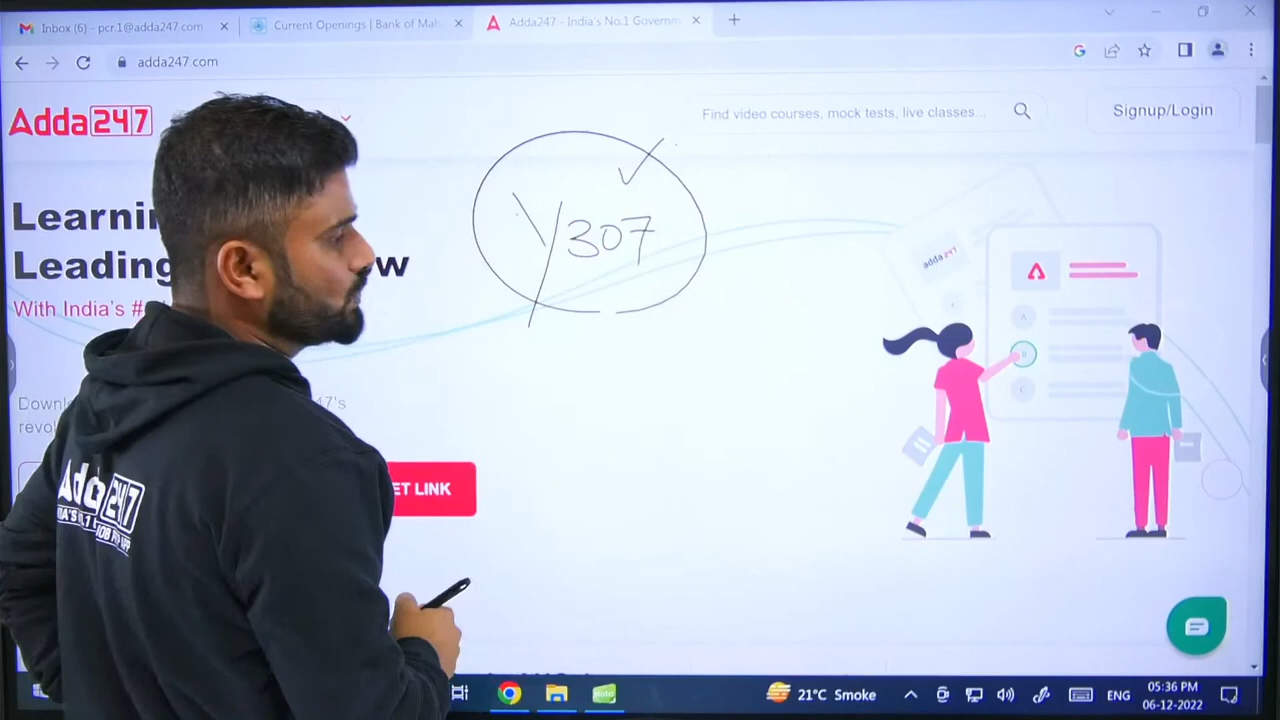 Inbox (6) - pcr.1@adda247.com
Current Openings | Bank of Mah
Adda247 - India's No.1 Governm
adda247.com
Adda247
Find video courses, mock tests, live classes...
Signup/Login
Learnin
Leading
w
With India's #
Y307
adda247
A
B
C
Downl
47's
revol
ET LINK
Adda247
21°C Smoke
ENG
05:36 PM
06-12-2022